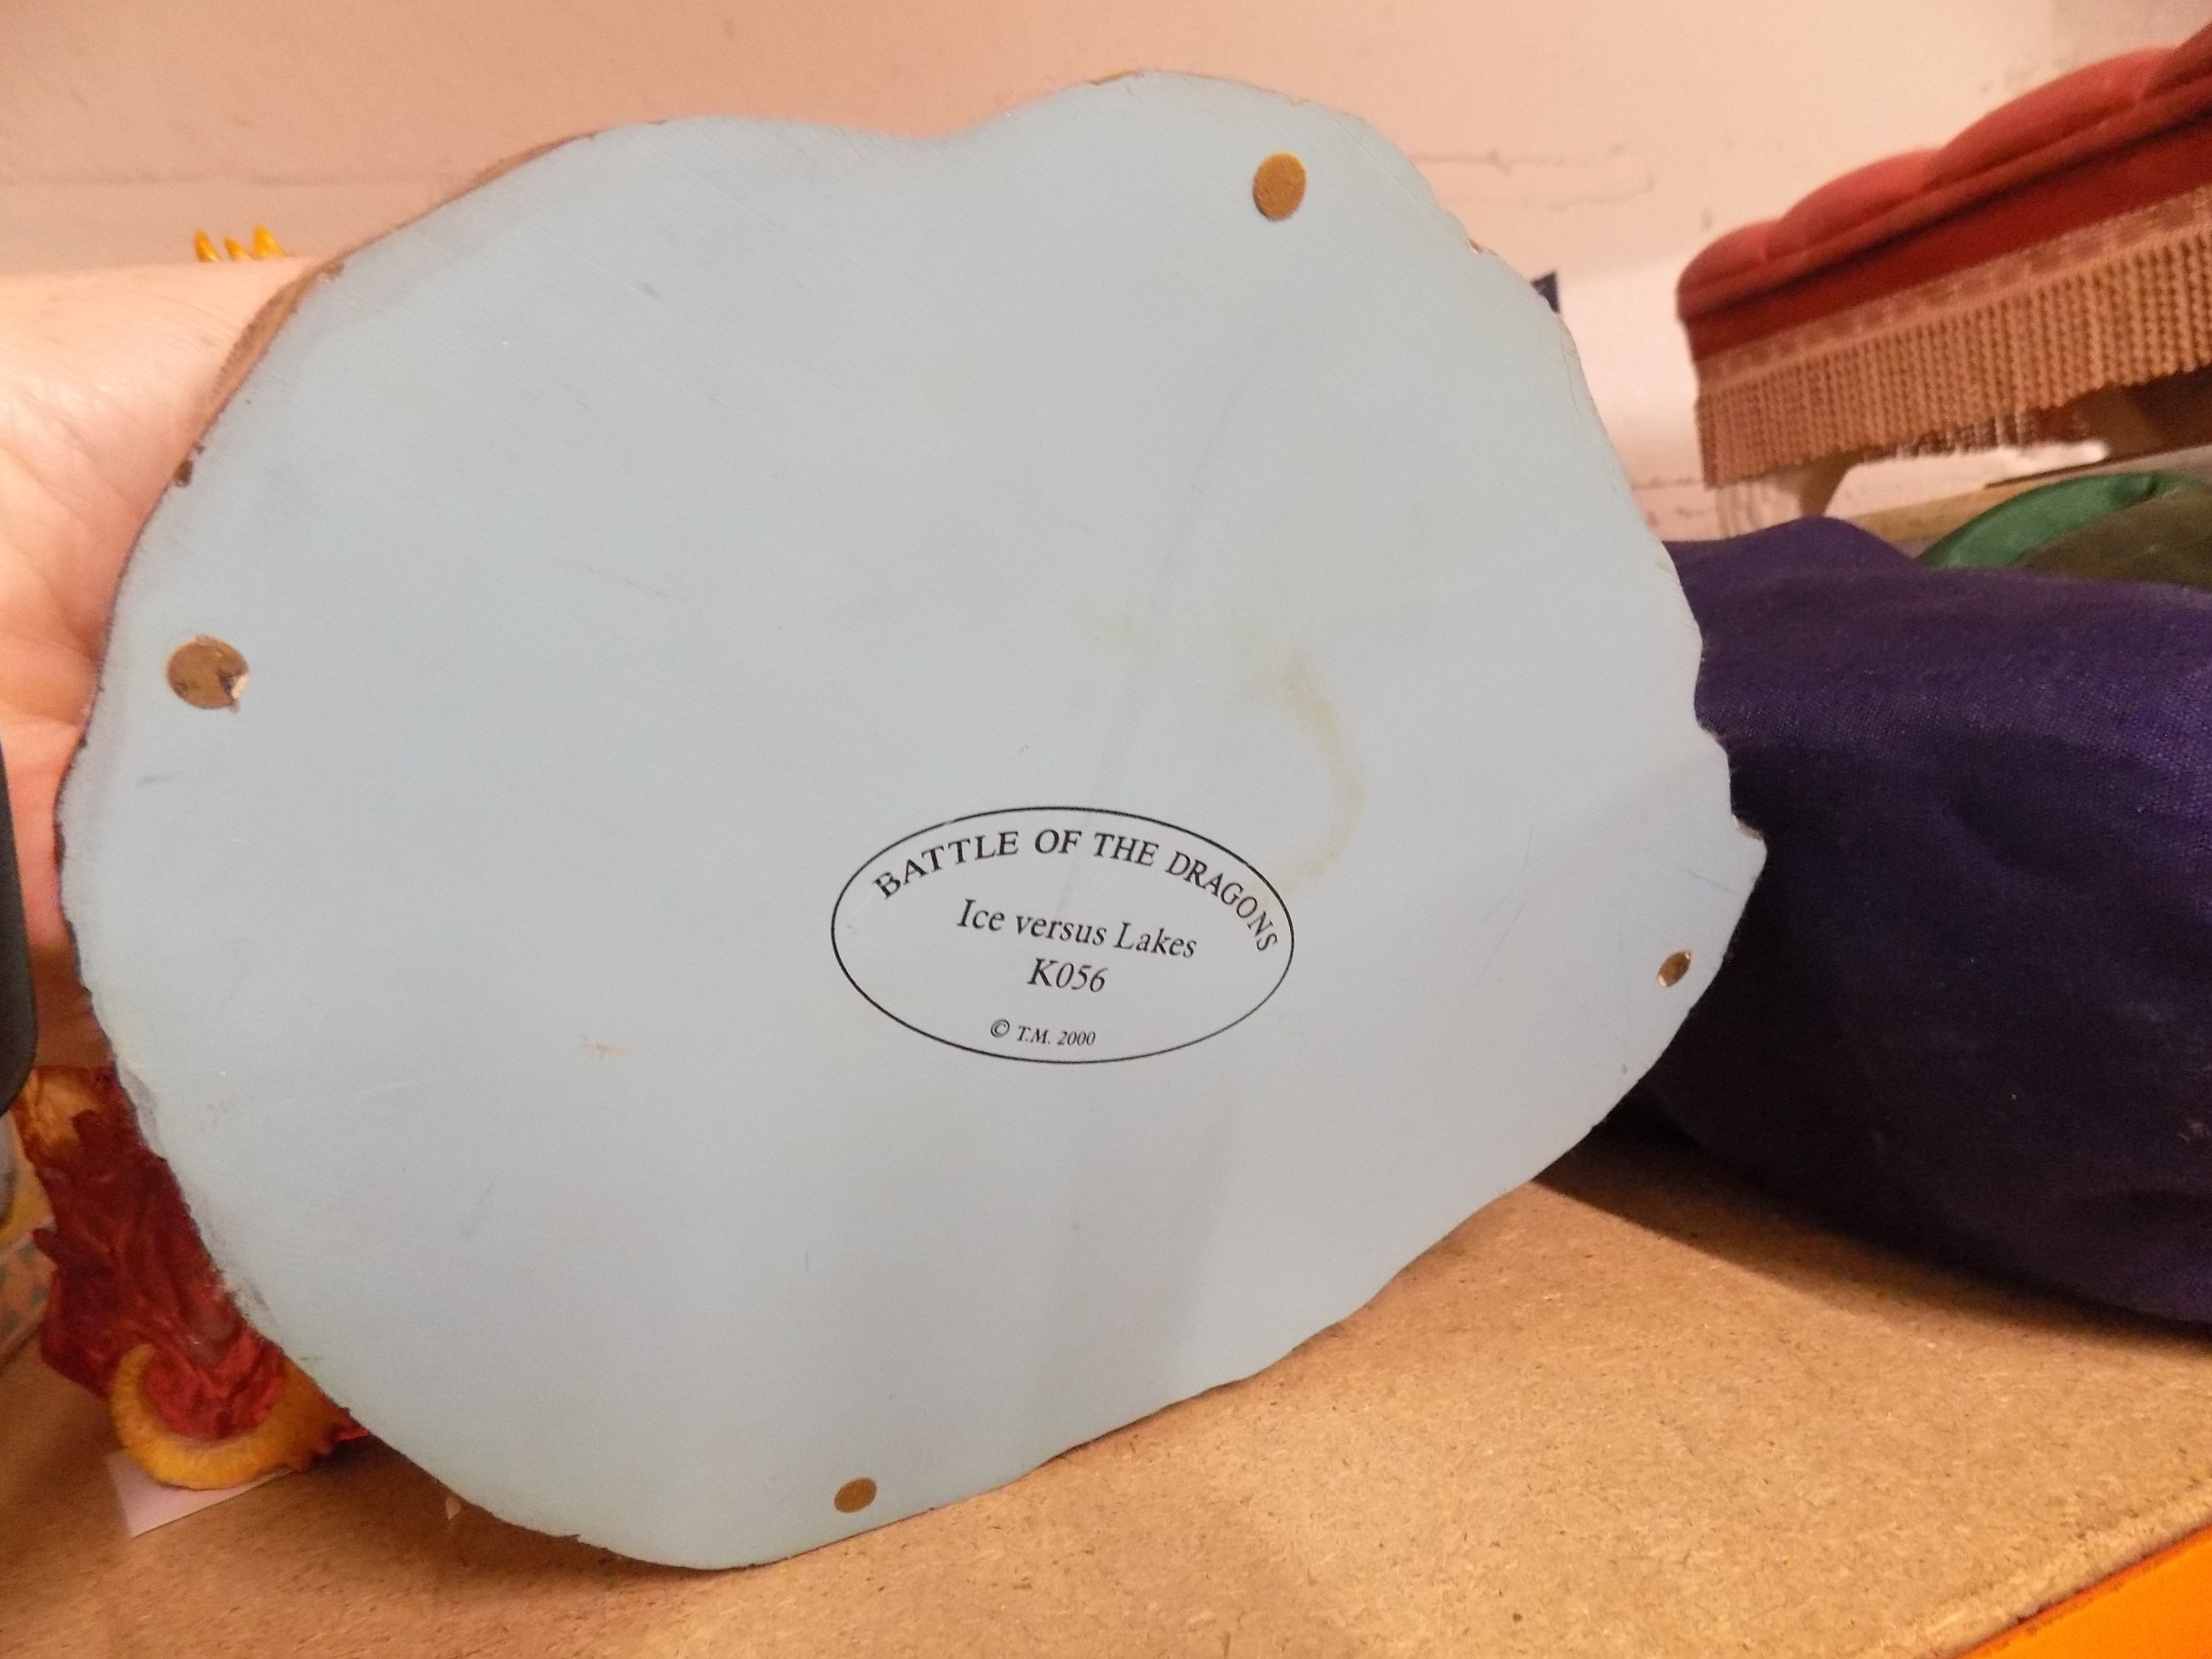 BATTLE OF THE DRAGONS
Ice versus Lakes
K056
© T.M. 2000